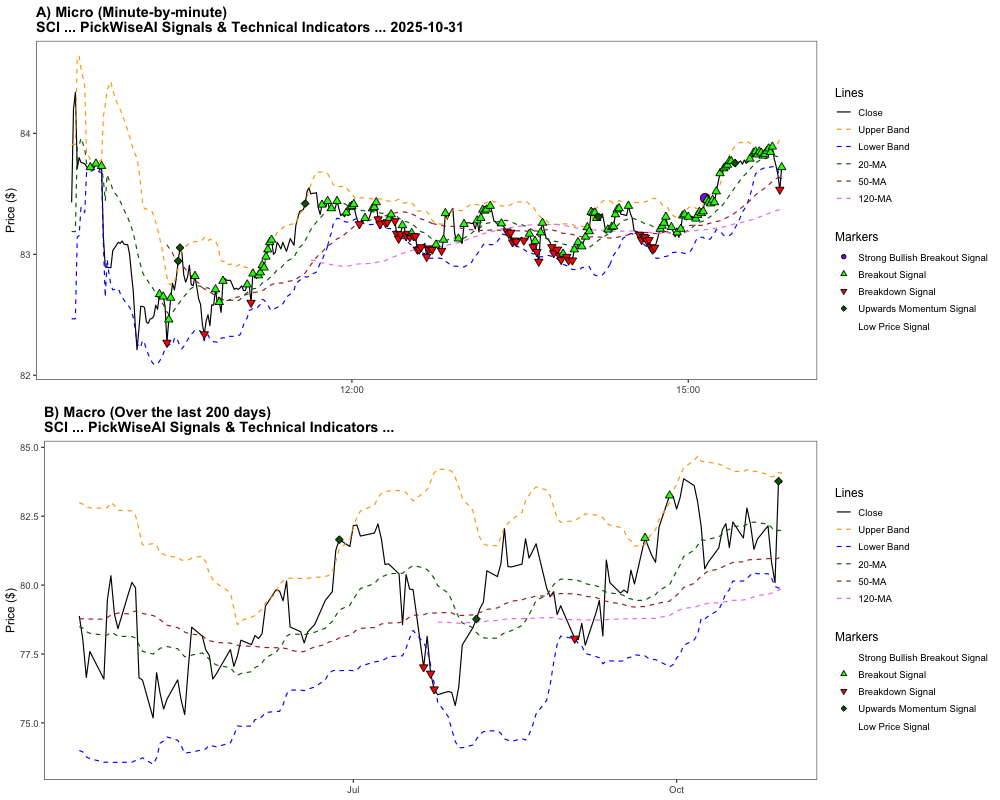 A) Micro (Minute-by-minute)
SCI ... PickWiseAI Signals & Technical Indicators ... 2025-10-31
Price ($)
84
83
82
12:00
15:00
Lines
Close
Upper Band
Lower Band
20-MA
50-MA
120-MA
Markers
Strong Bullish Breakout Signal
Breakout Signal
Breakdown Signal
Upwards Momentum Signal
Low Price Signal
B) Macro (Over the last 200 days)
SCI ... PickWiseAI Signals & Technical Indicators ...
Price ($)
85.0
82.5
80.0
77.5
75.0
Jul
Oct
Lines
Close
Upper Band
Lower Band
20-MA
50-MA
120-MA
Markers
Strong Bullish Breakout Signal
Breakout Signal
Breakdown Signal
Upwards Momentum Signal
Low Price Signal